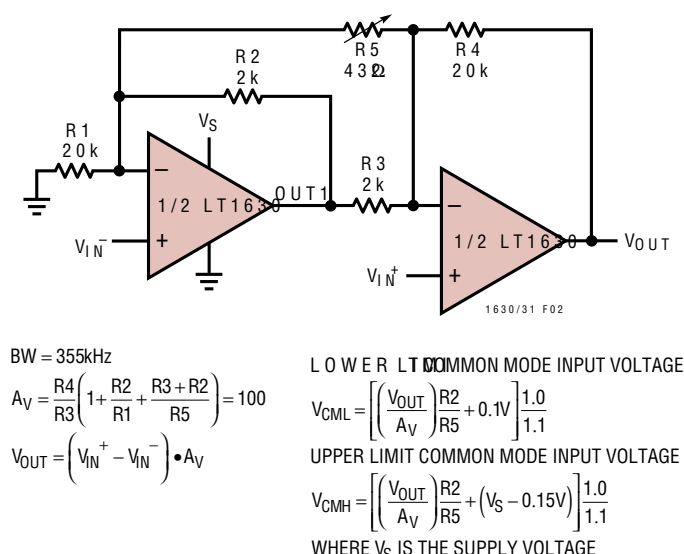 R5
432Ω
R4
20k
R2
2k
R1
20k
VS
−
1/2 LT1630
OUT1
+
VIN−
R3
2k
−
1/2 LT1630
VOUT
+
VIN+
1630/31 F02
BW = 355kHz
AV = R4/R3 (1 + R2/R1 + (R3 + R2)/R5) = 100
VOUT = (VIN+ − VIN−) • AV
LOWER LIMIT COMMON MODE INPUT VOLTAGE
VCML = [(VOUT/AV) R2/R5 + 0.1V] 1.0/1.1
UPPER LIMIT COMMON MODE INPUT VOLTAGE
VCMH = [(VOUT/AV) R2/R5 + (VS − 0.15V)] 1.0/1.1
WHERE VS IS THE SUPPLY VOLTAGE